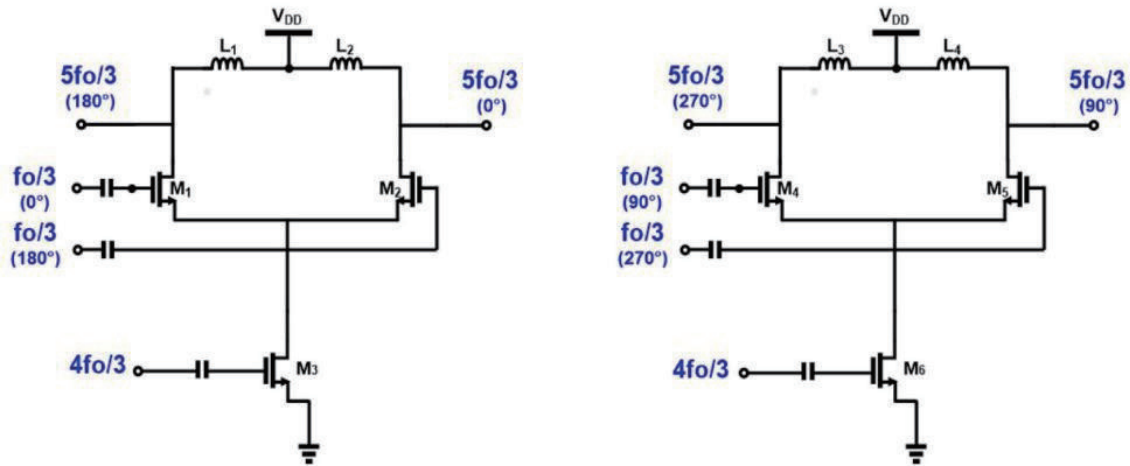 V_DD
L₁
L₂
5fo/3
(180°)
5fo/3
(0°)
fo/3
(0°)
M₁
M₂
fo/3
(180°)
4fo/3
M₃
V_DD
L₃
L₄
5fo/3
(270°)
5fo/3
(90°)
fo/3
(90°)
M₄
M₅
fo/3
(270°)
4fo/3
M₆